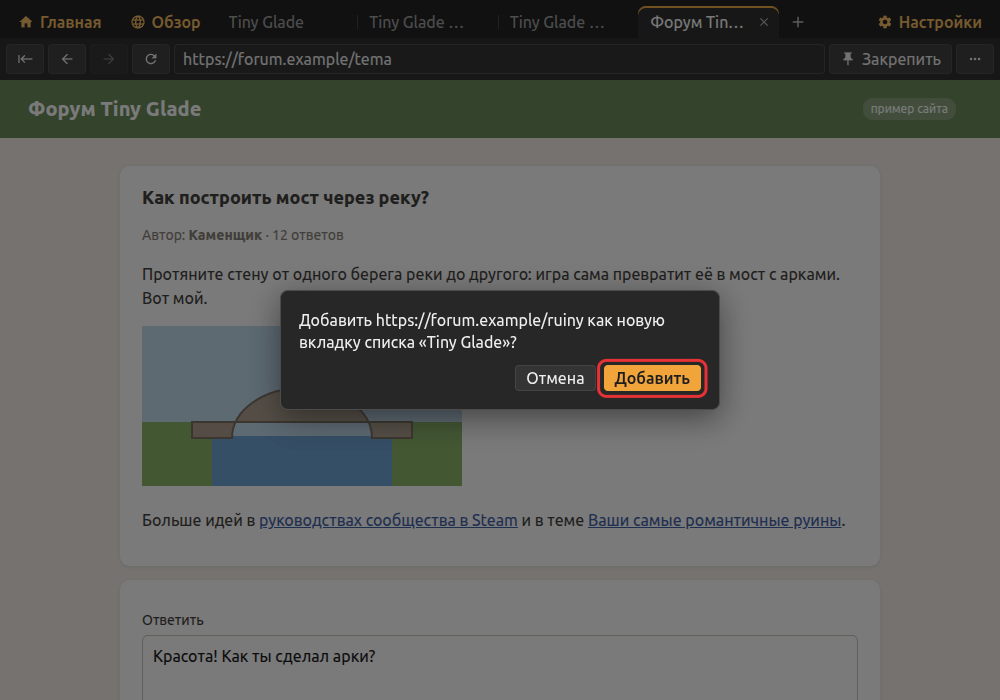 Главная Обзор Tiny Glade Tiny Glade ... Tiny Glade ... Форум Tin... × + Настройки
https://forum.example/tema Закрепить ...
Форум Tiny Glade пример сайта
Как построить мост через реку?
Автор: Каменщик · 12 ответов
Протяните стену от одного берега реки до другого: игра сама превратит её в мост с арками.
Вот мой.
Добавить https://forum.example/ruiny как новую
вкладку списка «Tiny Glade»?
Отмена Добавить
Больше идей в руководствах сообщества в Steam и в теме Ваши самые романтичные руины.
Ответить
Красота! Как ты сделал арки?